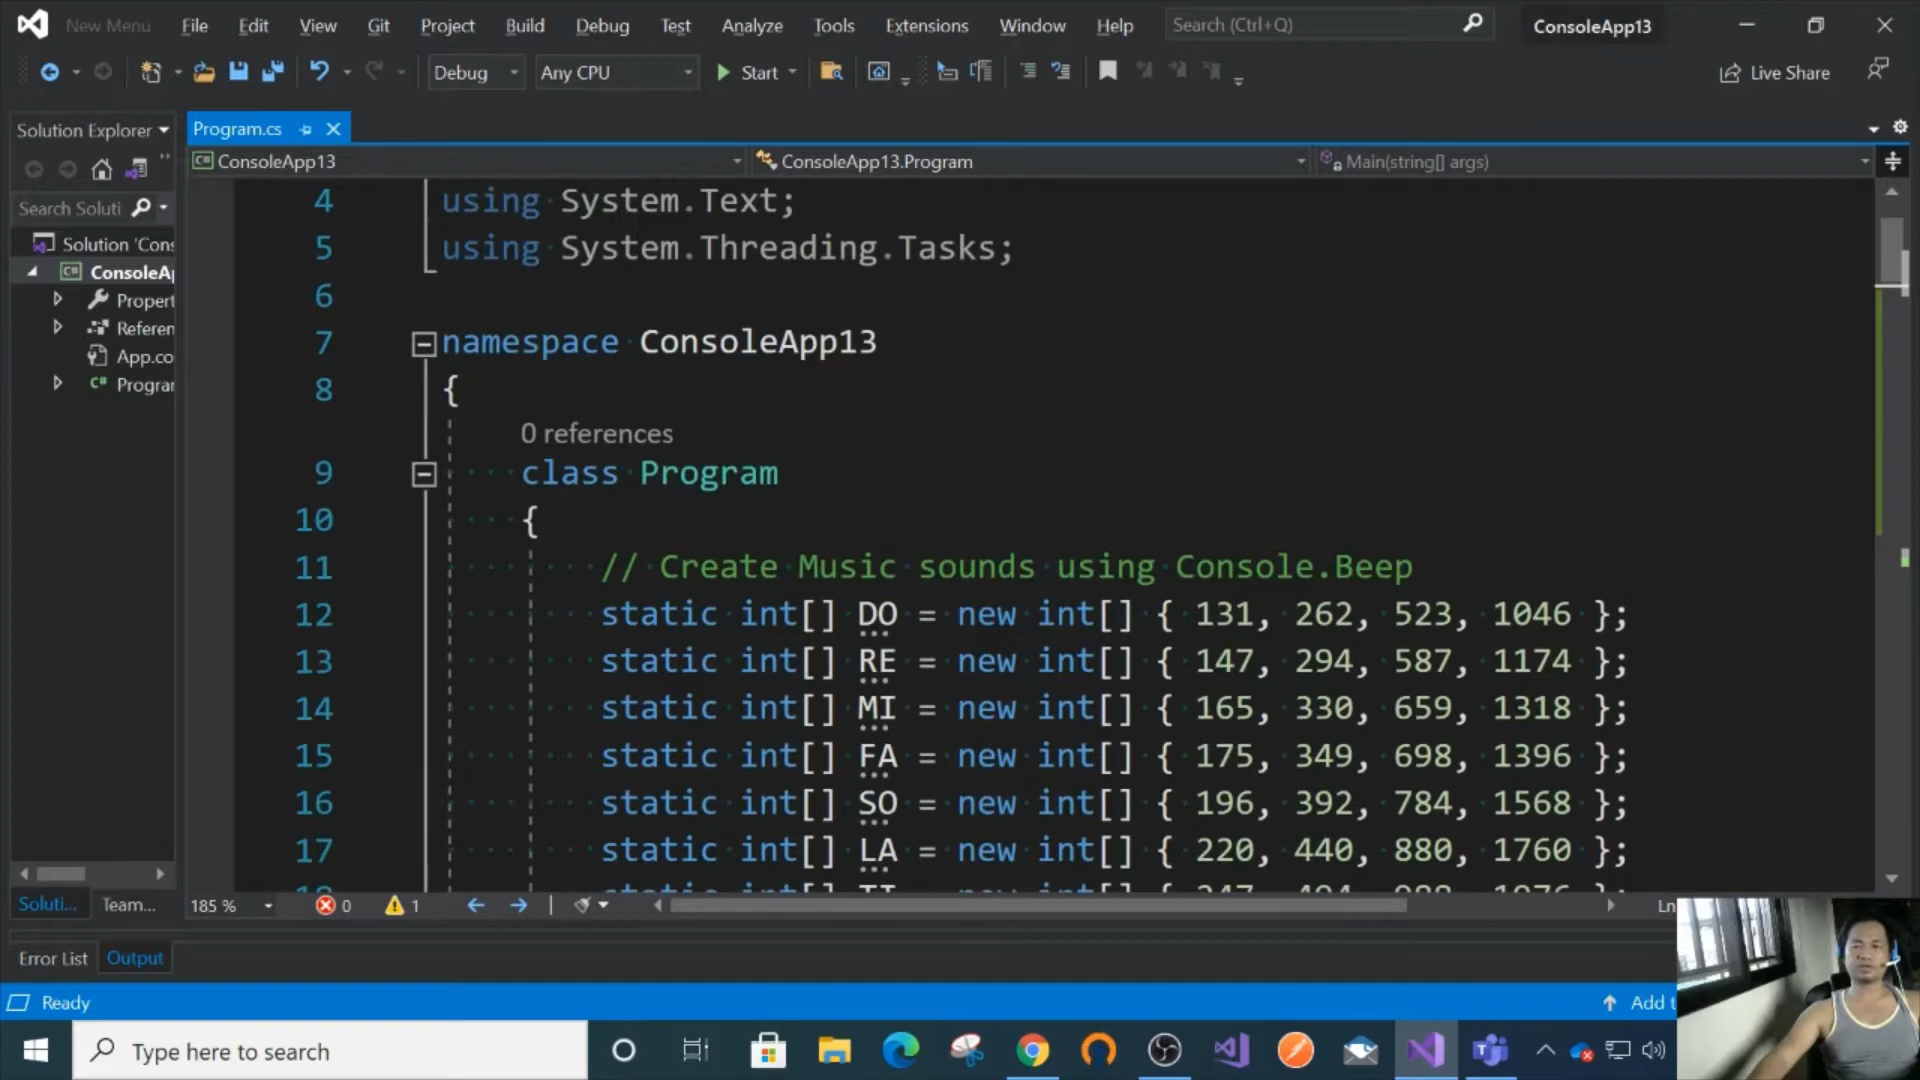 New Menu File Edit View Git Project Build Debug Test Analyze Tools Extensions Window Help Search (Ctrl+Q) ConsoleApp13
Debug Any CPU Start Live Share
Solution Explorer Program.cs
ConsoleApp13 ConsoleApp13.Program Main(string[] args)
Search Soluti
Solution 'Cons
ConsoleAp
Propert
Referen
App.co
Program
4 using System.Text;
5 using System.Threading.Tasks;
6
7 namespace ConsoleApp13
8 {
0 references
9 class Program
10 {
11 // Create Music sounds using Console.Beep
12 static int[] DO = new int[] { 131, 262, 523, 1046 };
13 static int[] RE = new int[] { 147, 294, 587, 1174 };
14 static int[] MI = new int[] { 165, 330, 659, 1318 };
15 static int[] FA = new int[] { 175, 349, 698, 1396 };
16 static int[] SO = new int[] { 196, 392, 784, 1568 };
17 static int[] LA = new int[] { 220, 440, 880, 1760 };
Soluti... Team... 185 % 0 1 Ln
Error List Output
Ready Add t
Type here to search